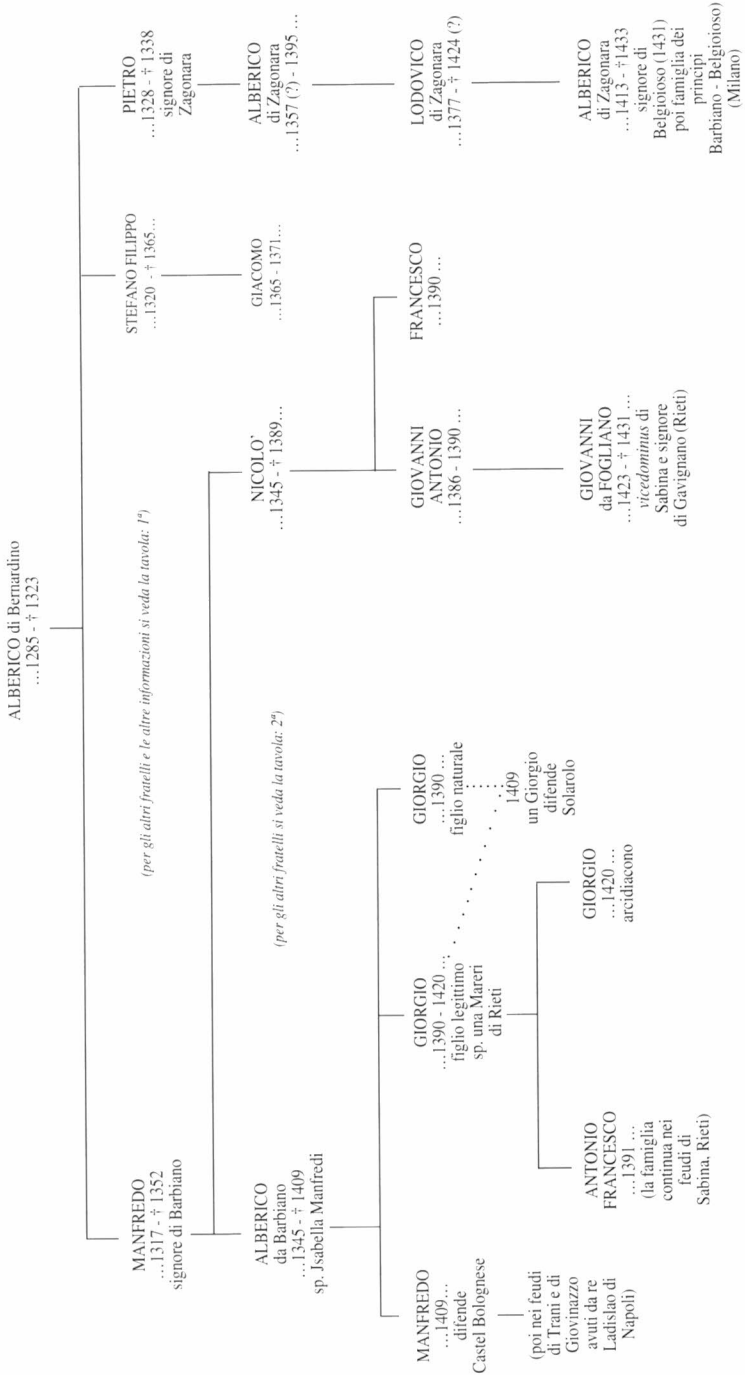 ALBERICO di Bernardino
…1285 - † 1323
(per gli altri fratelli e le altre informazioni si veda la tavola: 1ª)
MANFREDO
…1317 - † 1352
signore di Barbiano
STEFANO FILIPPO
…1320 - † 1365…
PIETRO
…1328 - † 1338
signore di
Zagonara
(per gli altri fratelli si veda la tavola: 2ª)
ALBERICO
da Barbiano
…1345 - † 1409
sp. Jsabella Manfredi
NICOLO`
…1345 - † 1389…
GIACOMO
…1365 - 1371…
ALBERICO
di Zagonara
…1357 (?) - 1395 …
MANFREDO
…1409…
difende
Castel Bolognese
GIORGIO
…1390 - 1420 …
figlio legittimo
sp. una Mareri
di Rieti
GIORGIO
…1390 …
figlio naturale
1409
un Giorgio
difende
Solarolo
GIOVANNI
ANTONIO
…1386 - 1390 …
FRANCESCO
…1390 …
LODOVICO
di Zagonara
…1377 - † 1424 (?)
(poi nei feudi
di Trani e di
Giovinazzo
avuti da re
Ladislao di
Napoli)
ANTONIO
FRANCESCO
…1391 …
(la famiglia
continua nei
feudi di
Sabina, Rieti)
GIORGIO
…1420 …
arcidiacono
GIOVANNI
da FOGLIANO
…1423 - † 1431 …
vicedominus di
Sabina e signore
di Gavignano (Rieti)
ALBERICO
di Zagonara
…1413 - †1433
signore di
Belgioioso (1431)
poi famiglia dei
principi
Barbiano - Belgioioso)
(Milano)